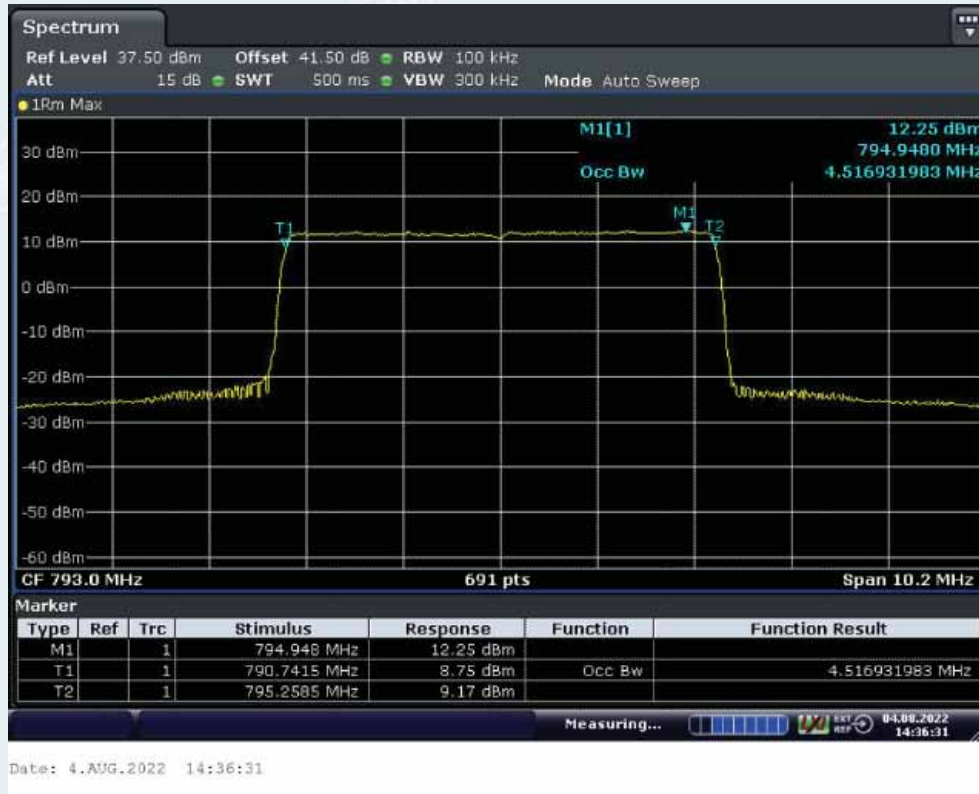 Spectrum
Ref Level 37.50 dBm Offset 41.50 dB RBW 100 kHz
Att 15 dB SWT 500 ms VBW 300 kHz Mode Auto Sweep
1Rm Max
M1[1] 12.25 dBm
794.9480 MHz
30 dBm
Occ Bw 4.516931983 MHz
20 dBm
M1
T1 T2
10 dBm
0 dBm
-10 dBm
-20 dBm
-30 dBm
-40 dBm
-50 dBm
-60 dBm
CF 793.0 MHz 691 pts Span 10.2 MHz
Marker
Type Ref Trc Stimulus Response Function Function Result
M1 1 794.948 MHz 12.25 dBm
T1 1 790.7415 MHz 8.75 dBm Occ Bw 4.516931983 MHz
T2 1 795.2585 MHz 9.17 dBm
Measuring... EXT REF 04.08.2022
14:36:31
Date: 4.AUG.2022 14:36:31